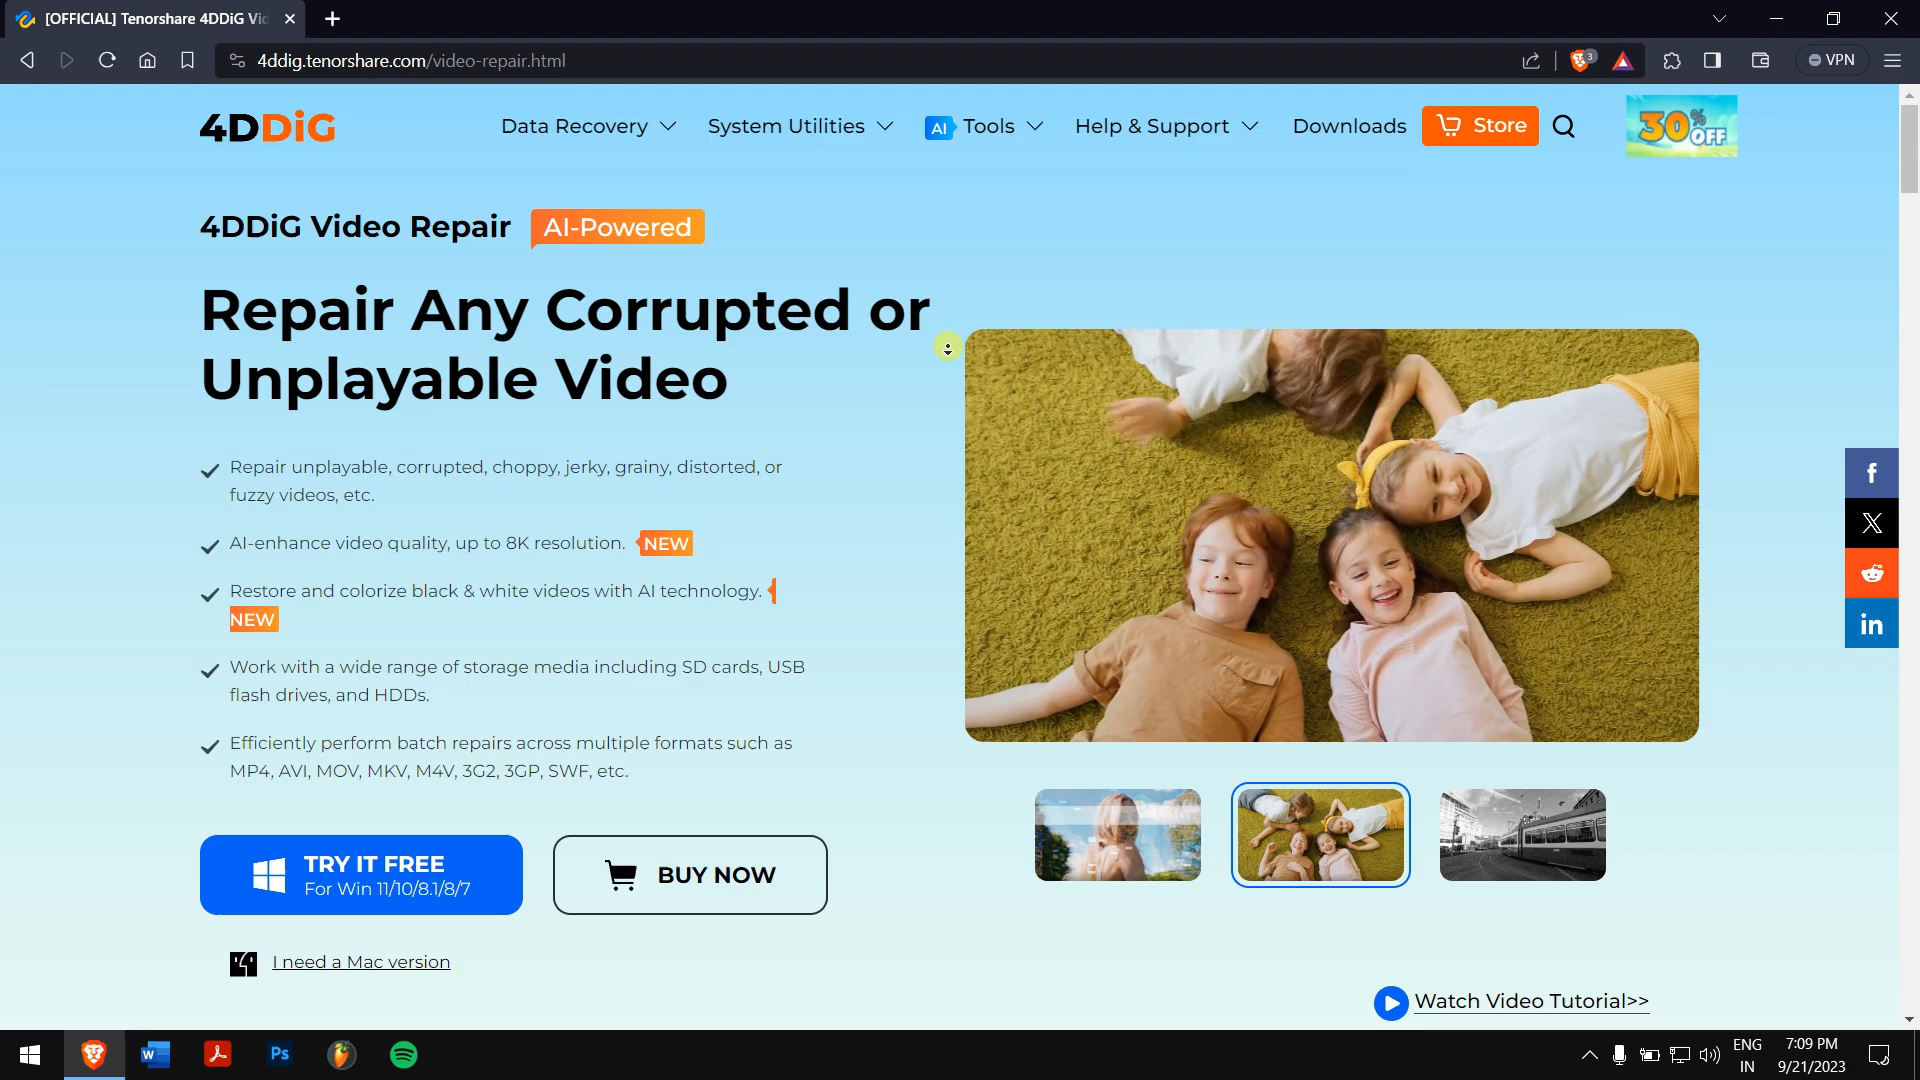 [OFFICIAL] Tenorshare 4DDiG Vid
4ddig.tenorshare.com/video-repair.html
3
VPN
4DDiG
Data Recovery
System Utilities
AI Tools
Help & Support
Downloads
Store
30% OFF
4DDiG Video Repair
AI-Powered
Repair Any Corrupted or
Unplayable Video
Repair unplayable, corrupted, choppy, jerky, grainy, distorted, or
fuzzy videos, etc.
AI-enhance video quality, up to 8K resolution. NEW
Restore and colorize black & white videos with AI technology.
NEW
Work with a wide range of storage media including SD cards, USB
flash drives, and HDDs.
Efficiently perform batch repairs across multiple formats such as
MP4, AVI, MOV, MKV, M4V, 3G2, 3GP, SWF, etc.
TRY IT FREE
For Win 11/10/8.1/8/7
BUY NOW
I need a Mac version
Watch Video Tutorial>>
f
X
in
W
Ps
ENG
IN
7:09 PM
9/21/2023